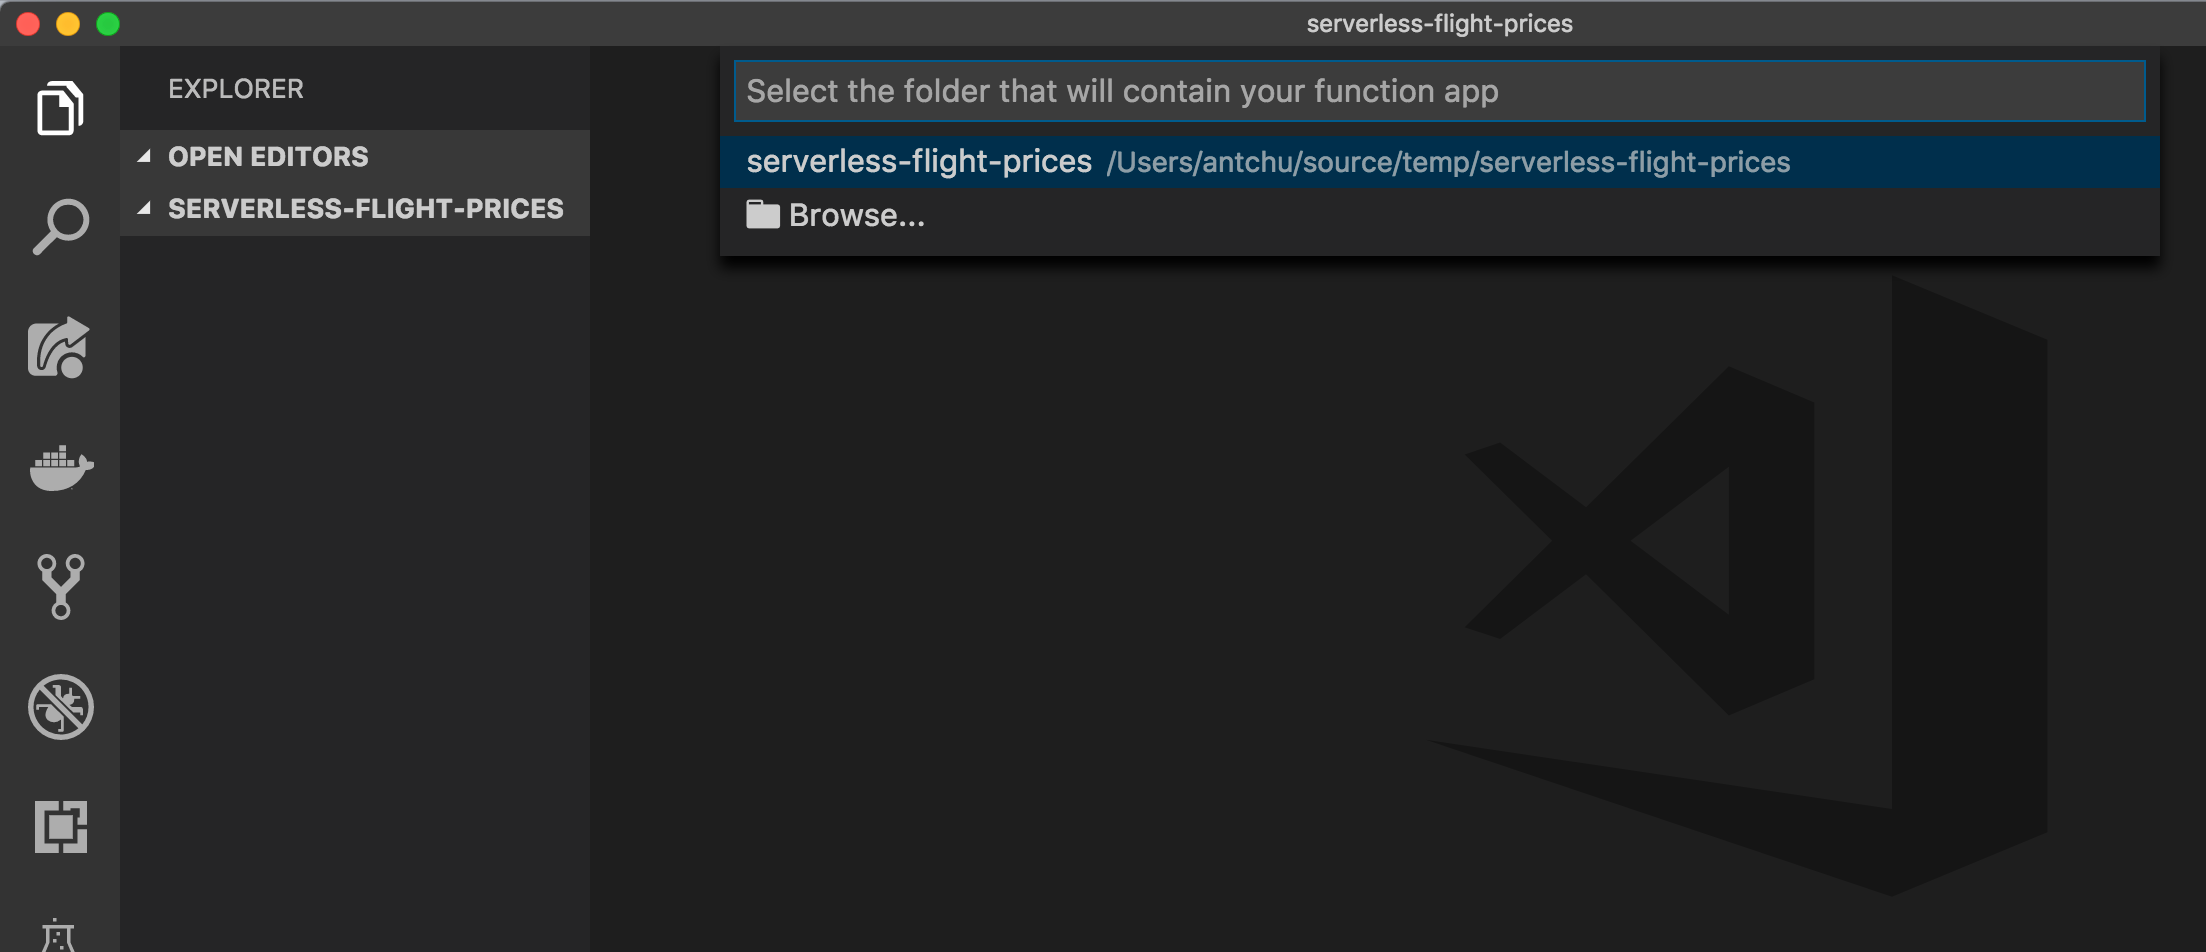 serverless-flight-prices
EXPLORER
OPEN EDITORS
SERVERLESS-FLIGHT-PRICES
Select the folder that will contain your function app
serverless-flight-prices /Users/antchu/source/temp/serverless-flight-prices
Browse...